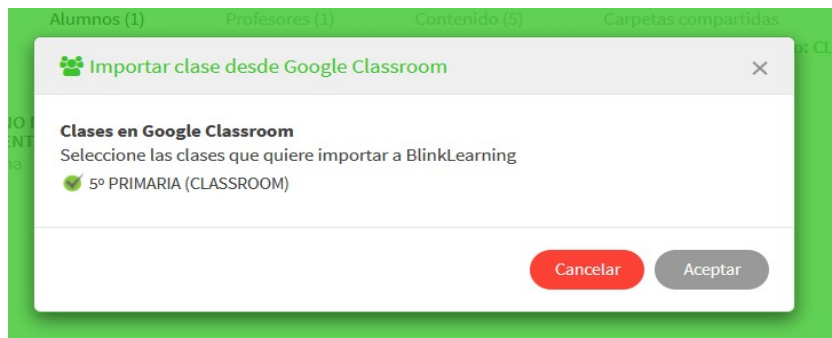 Alumnos (1) Profesores (1) Contenido (5) Carpetas compartidas
Importar clase desde Google Classroom
Clases en Google Classroom
Seleccione las clases que quiere importar a BlinkLearning
5º PRIMARIA (CLASSROOM)
Cancelar Aceptar